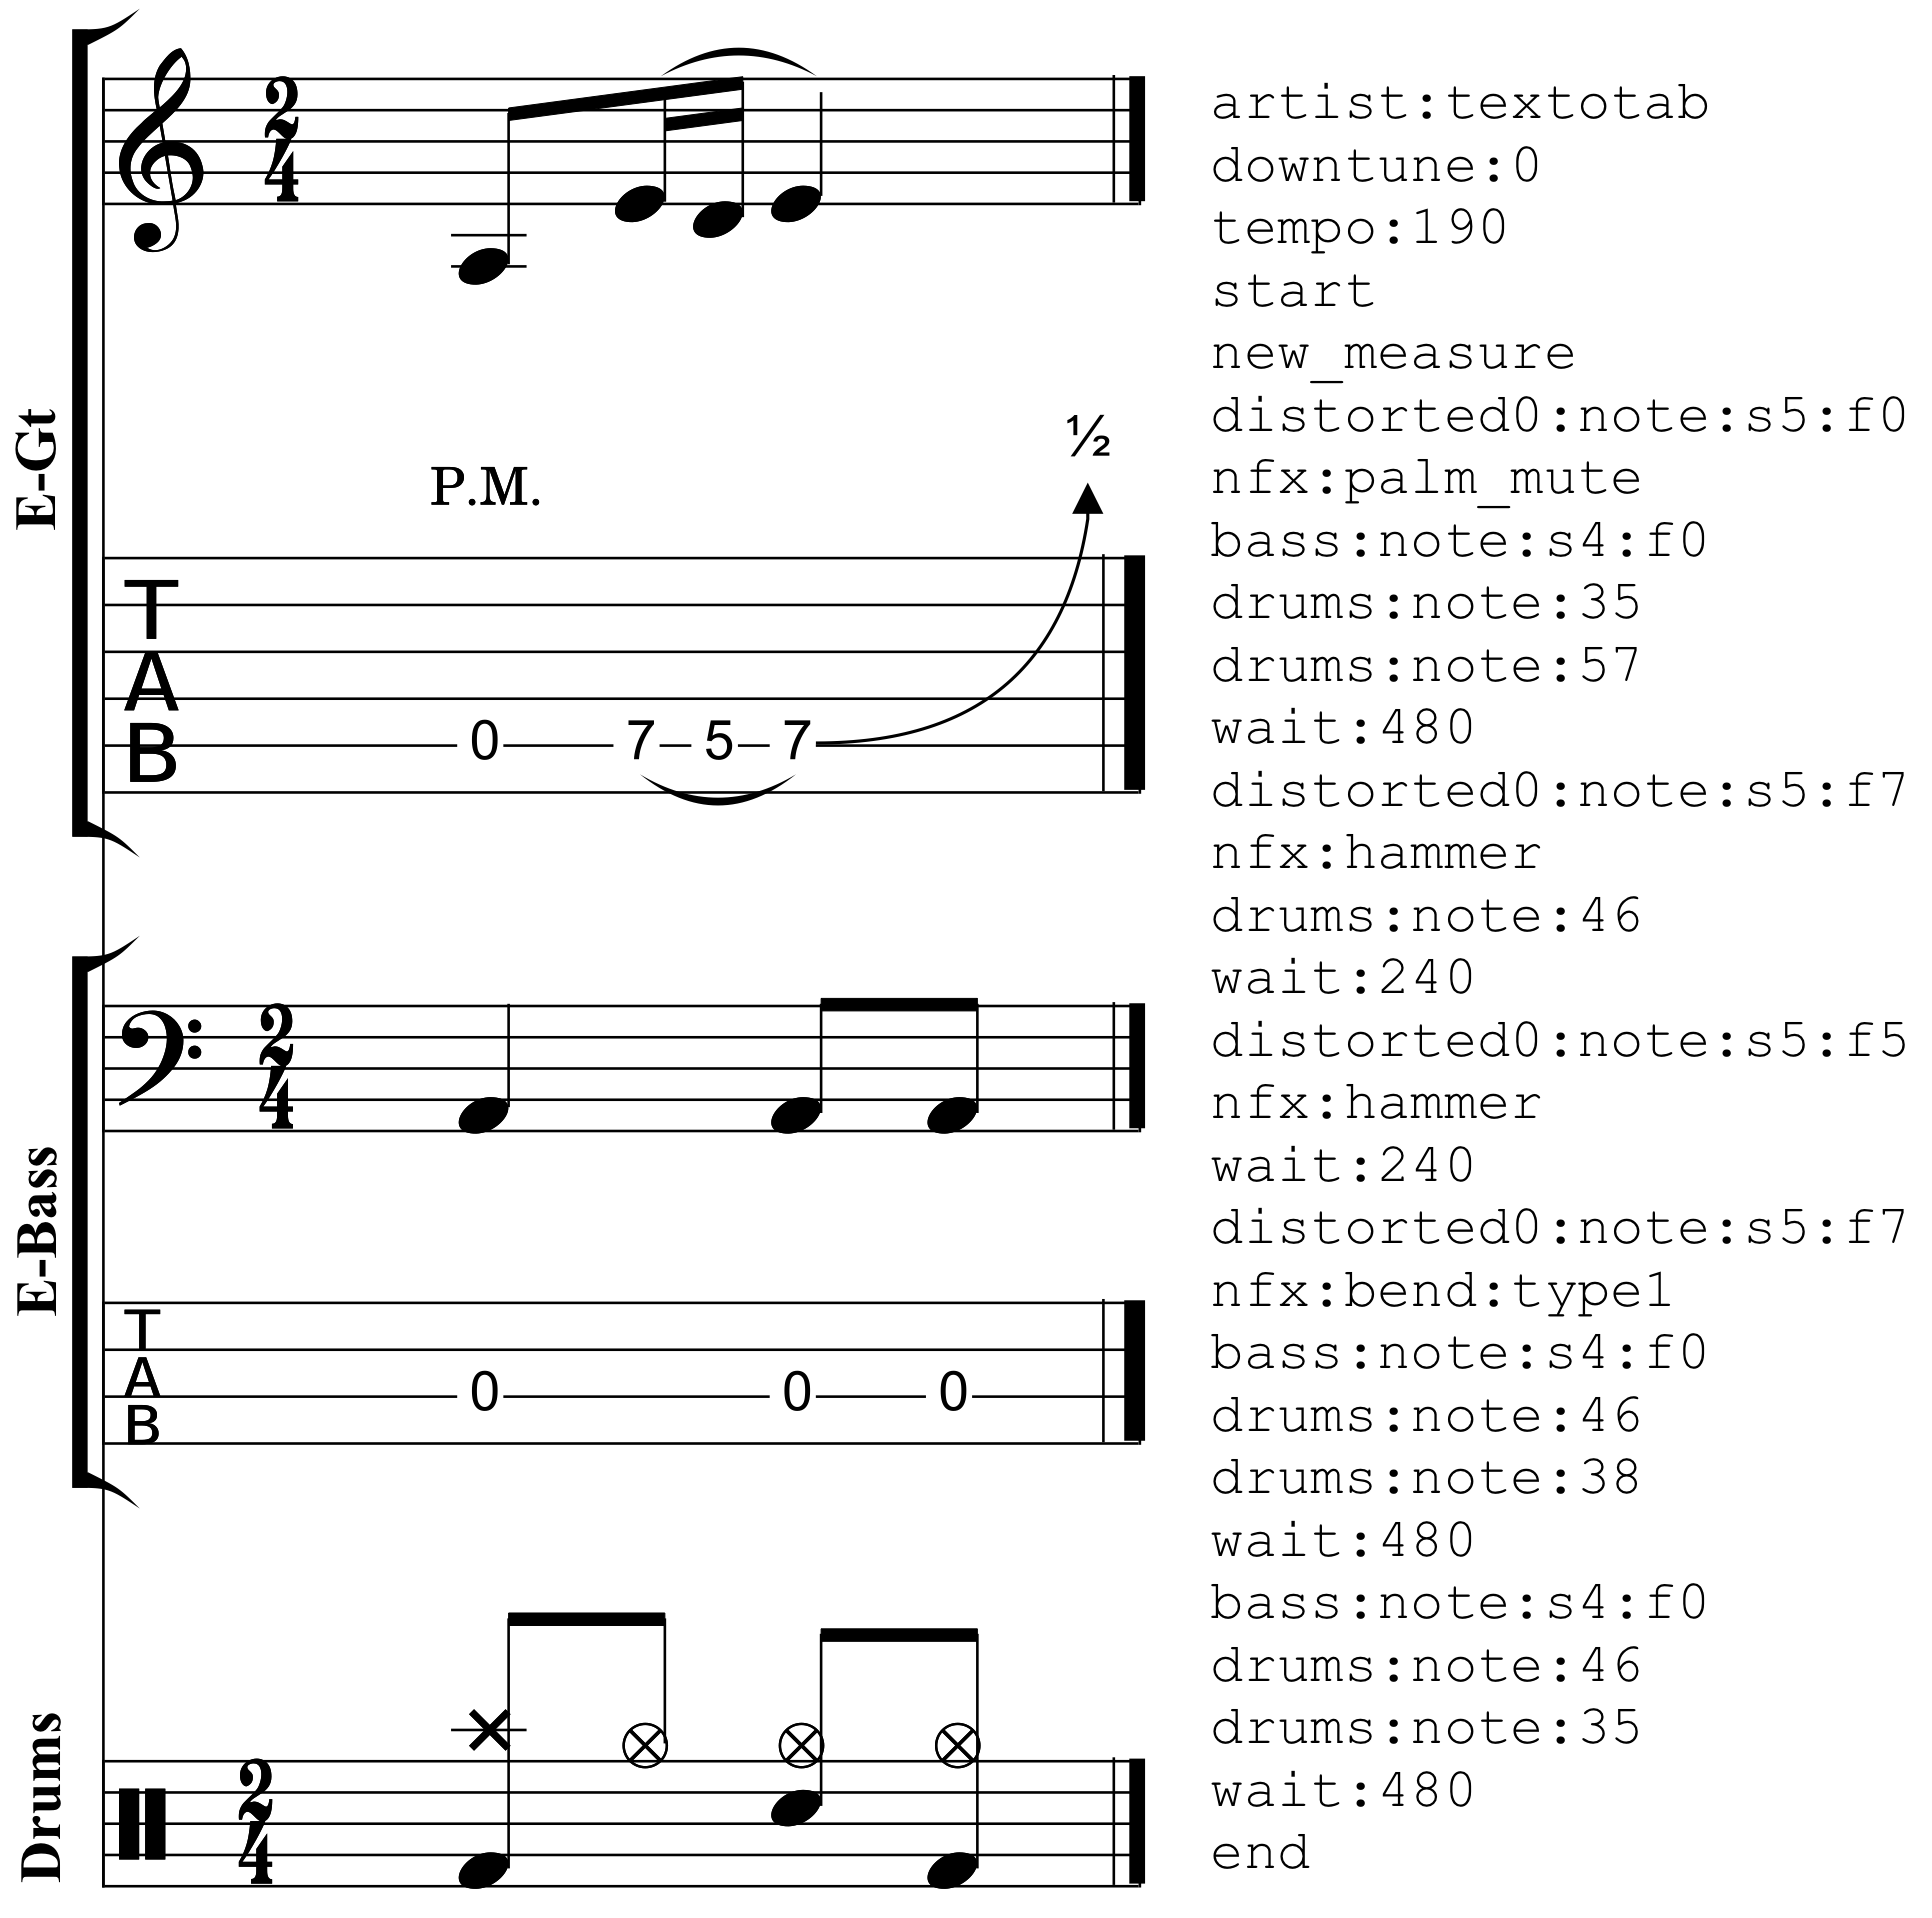 E-Gt
2
4
P.M.
½
T
A
B
0 7 5 7
E-Bass
2
4
T
A
B
0 0 0
Drums
2
4
artist:textotab
downtune:0
tempo:190
start
new_measure
distorted0:note:s5:f0
nfx:palm_mute
bass:note:s4:f0
drums:note:35
drums:note:57
wait:480
distorted0:note:s5:f7
nfx:hammer
drums:note:46
wait:240
distorted0:note:s5:f5
nfx:hammer
wait:240
distorted0:note:s5:f7
nfx:bend:type1
bass:note:s4:f0
drums:note:46
drums:note:38
wait:480
bass:note:s4:f0
drums:note:46
drums:note:35
wait:480
end